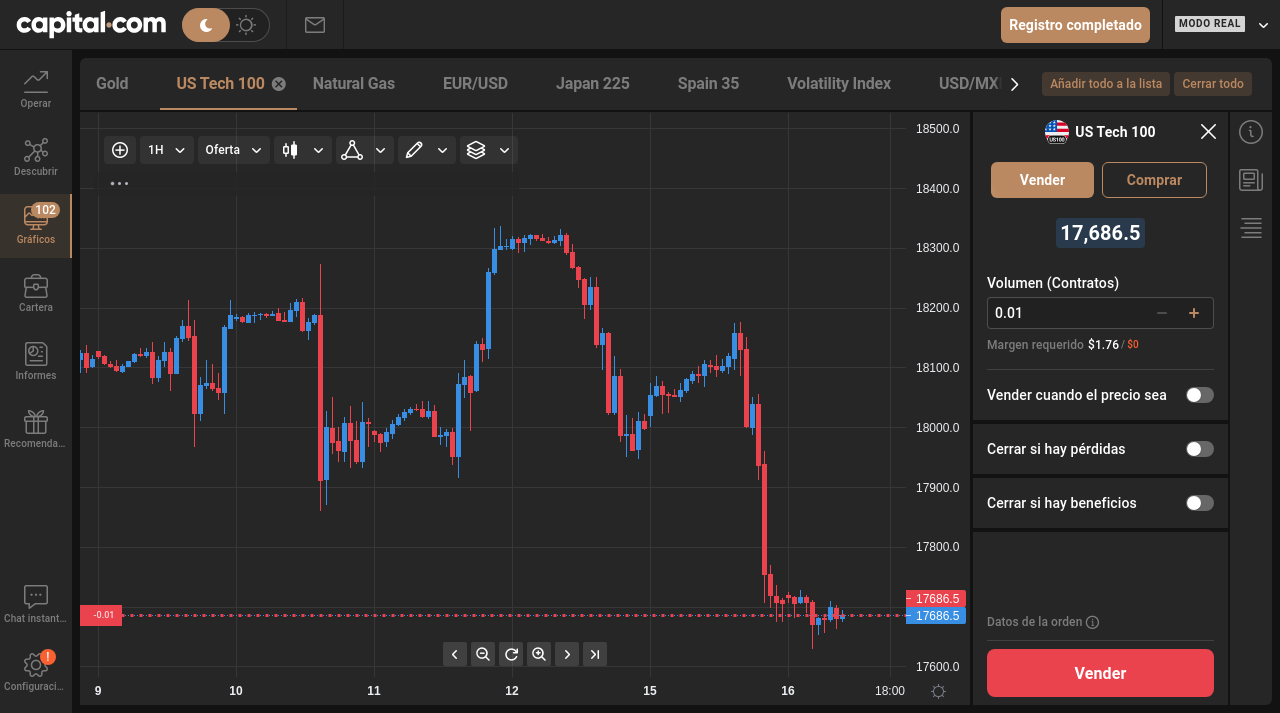 capital.com
Registro completado
MODO REAL
Gold
US Tech 100
Natural Gas
EUR/USD
Japan 225
Spain 35
Volatility Index
USD/MX
Añadir todo a la lista
Cerrar todo
Operar
Descubrir
102
Gráficos
Cartera
Informes
Recomenda...
Chat instant...
!
Configuraci...
1H
Oferta
18500.0
18400.0
18300.0
18200.0
18100.0
18000.0
17900.0
17800.0
17686.5
17686.5
17600.0
-0.01
9
10
11
12
15
16
18:00
US100
US Tech 100
Vender
Comprar
17,686.5
Volumen (Contratos)
0.01
Margen requerido $1.76 / $0
Vender cuando el precio sea
Cerrar si hay pérdidas
Cerrar si hay beneficios
Datos de la orden
Vender